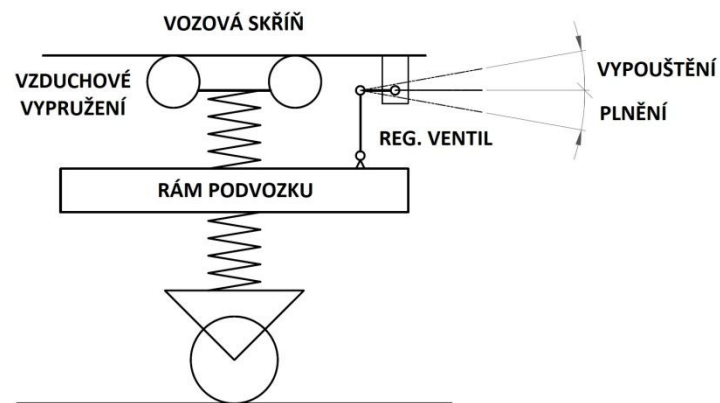 VOZOVÁ SKŘÍŇ
VZDUCHOVÉ
VYPRUŽENÍ
VYPOUŠTĚNÍ
PLNĚNÍ
REG. VENTIL
RÁM PODVOZKU